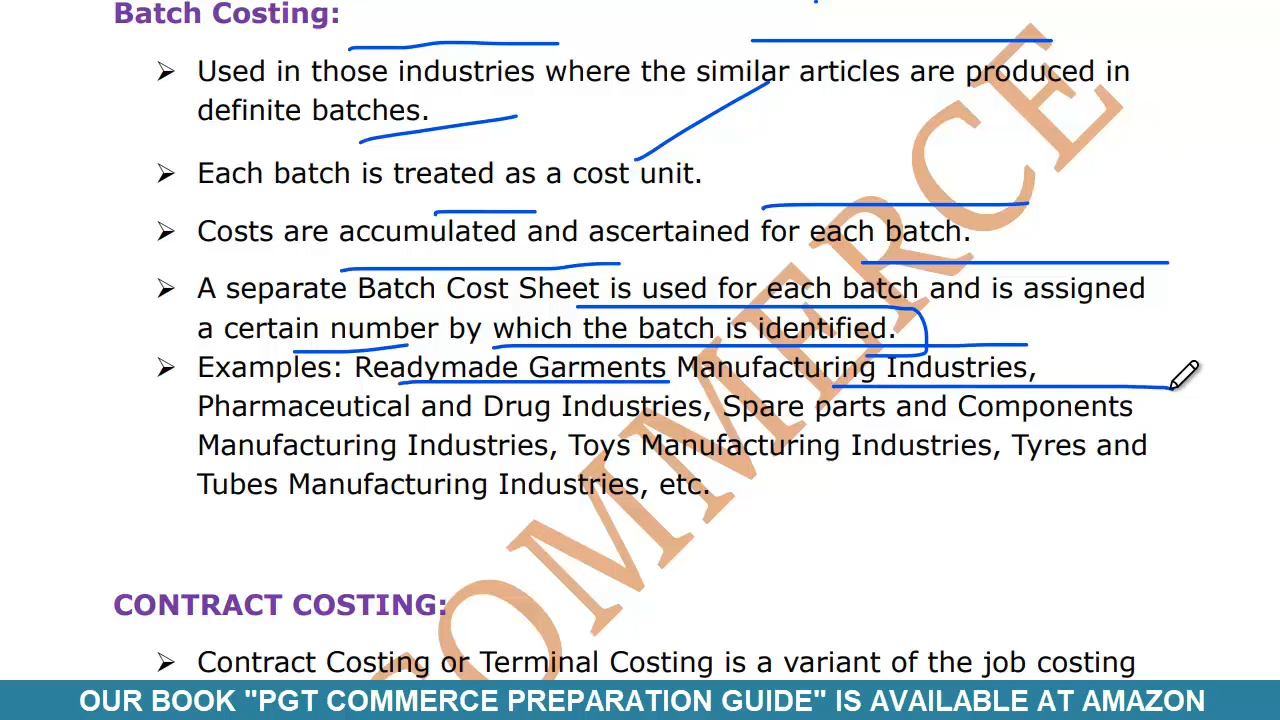 Batch Costing:
➢ Used in those industries where the similar articles are produced in
definite batches.
➢ Each batch is treated as a cost unit.
➢ Costs are accumulated and ascertained for each batch.
➢ A separate Batch Cost Sheet is used for each batch and is assigned
a certain number by which the batch is identified.
➢ Examples: Readymade Garments Manufacturing Industries,
Pharmaceutical and Drug Industries, Spare parts and Components
Manufacturing Industries, Toys Manufacturing Industries, Tyres and
Tubes Manufacturing Industries, etc.
CONTRACT COSTING:
➢ Contract Costing or Terminal Costing is a variant of the job costing
COMMERCE
OUR BOOK "PGT COMMERCE PREPARATION GUIDE" IS AVAILABLE AT AMAZON